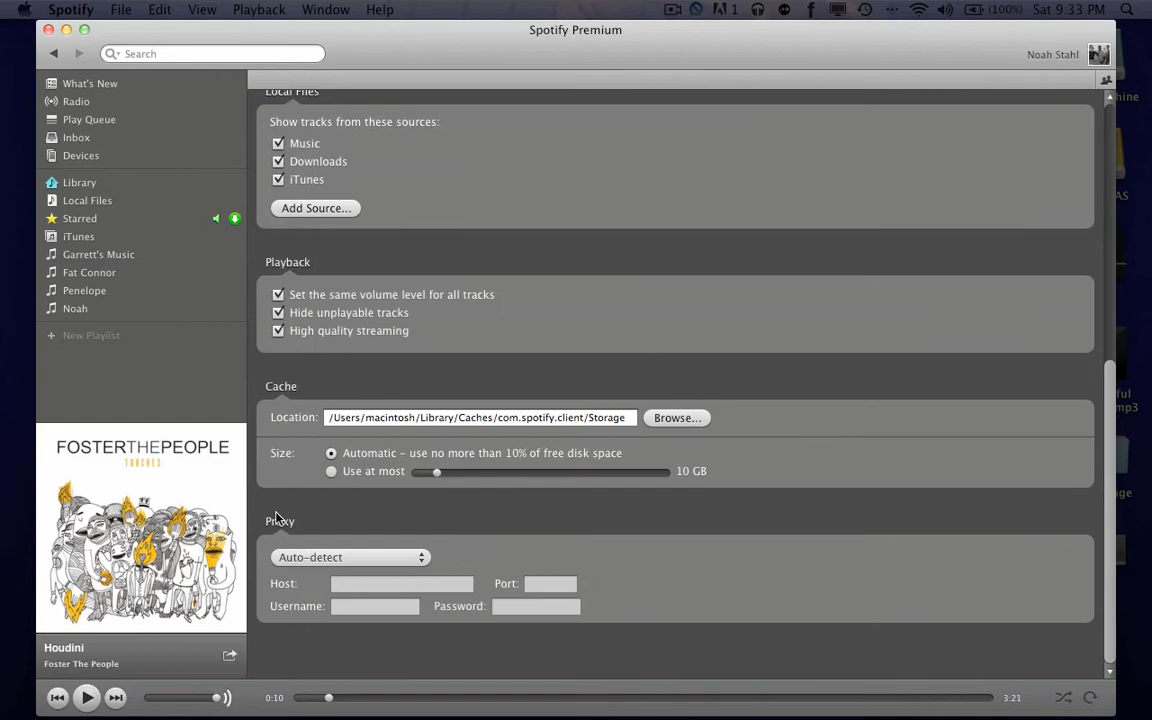 Spotify File Edit View Playback Window Help 1 (100%) Sat 9:33 PM
Spotify Premium
Search
Noah Stahl
What's New
Radio
Play Queue
Inbox
Devices
Library
Local Files
Starred
iTunes
Garrett's Music
Fat Connor
Penelope
Noah
New Playlist
FOSTERTHEPEOPLE
TORCHES
Houdini
Foster The People
Local Files
Show tracks from these sources:
Music
Downloads
iTunes
Add Source...
Playback
Set the same volume level for all tracks
Hide unplayable tracks
High quality streaming
Cache
Location: /Users/macintosh/Library/Caches/com.spotify.client/Storage Browse...
Size: Automatic – use no more than 10% of free disk space
Use at most 10 GB
Proxy
Auto-detect
Host: Port:
Username: Password:
0:10 3:21